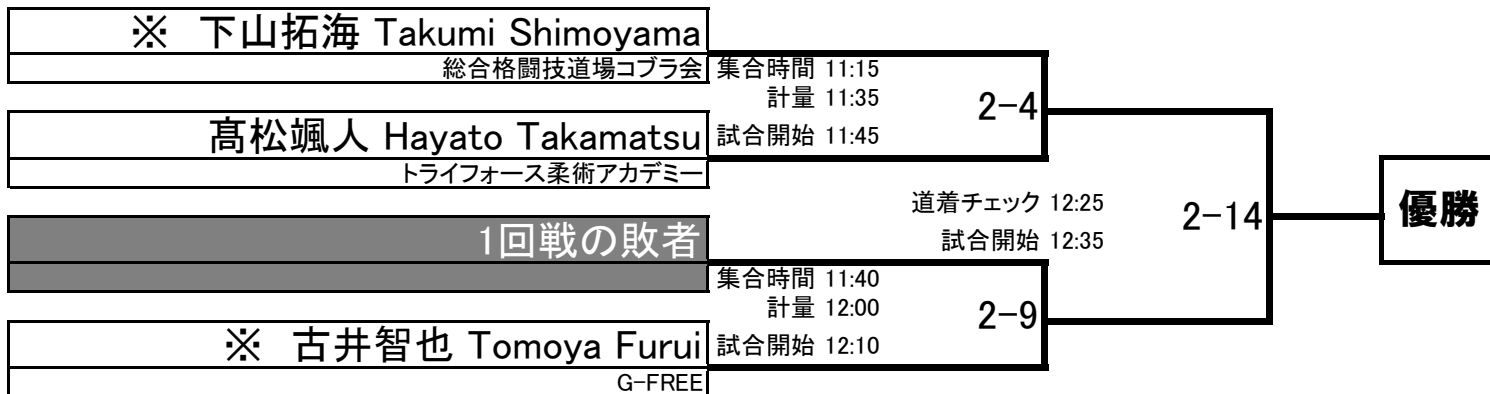 ※ 下山拓海 Takumi Shimoyama
総合格闘技道場コブラ会
集合時間 11:15
計量 11:35
2-4
髙松颯人 Hayato Takamatsu
試合開始 11:45
トライフォース柔術アカデミー
道着チェック 12:25
2-14
優勝
1回戦の敗者
試合開始 12:35
集合時間 11:40
計量 12:00
2-9
※ 古井智也 Tomoya Furui
試合開始 12:10
G-FREE